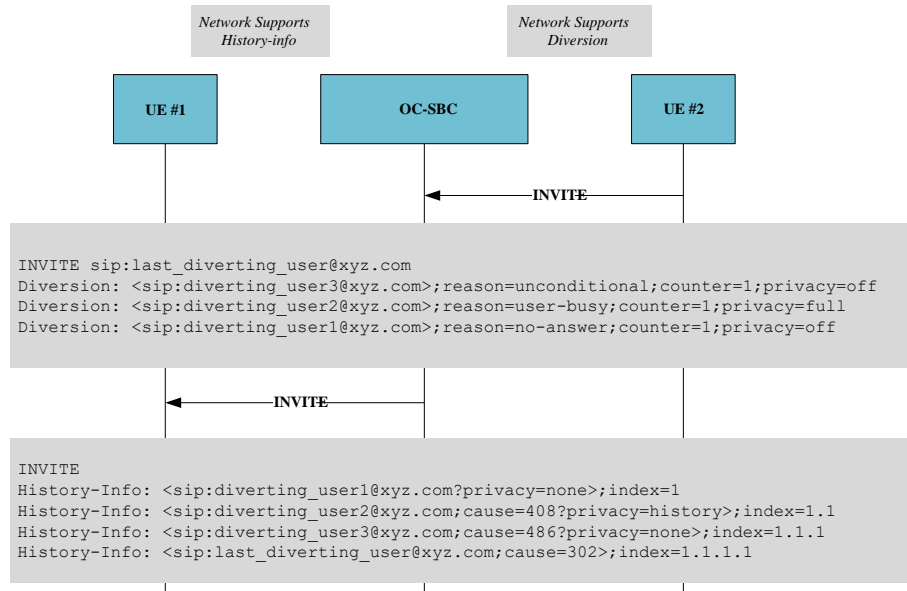 Network Supports
History-info
Network Supports
Diversion
UE #1
OC-SBC
UE #2
INVITE
INVITE sip:last_diverting_user@xyz.com
Diversion: <sip:diverting_user3@xyz.com>;reason=unconditional;counter=1;privacy=off
Diversion: <sip:diverting_user2@xyz.com>;reason=user-busy;counter=1;privacy=full
Diversion: <sip:diverting_user1@xyz.com>;reason=no-answer;counter=1;privacy=off
INVITE
INVITE
History-Info: <sip:diverting_user1@xyz.com?privacy=none>;index=1
History-Info: <sip:diverting_user2@xyz.com;cause=408?privacy=history>;index=1.1
History-Info: <sip:diverting_user3@xyz.com;cause=486?privacy=none>;index=1.1.1
History-Info: <sip:last_diverting_user@xyz.com;cause=302>;index=1.1.1.1